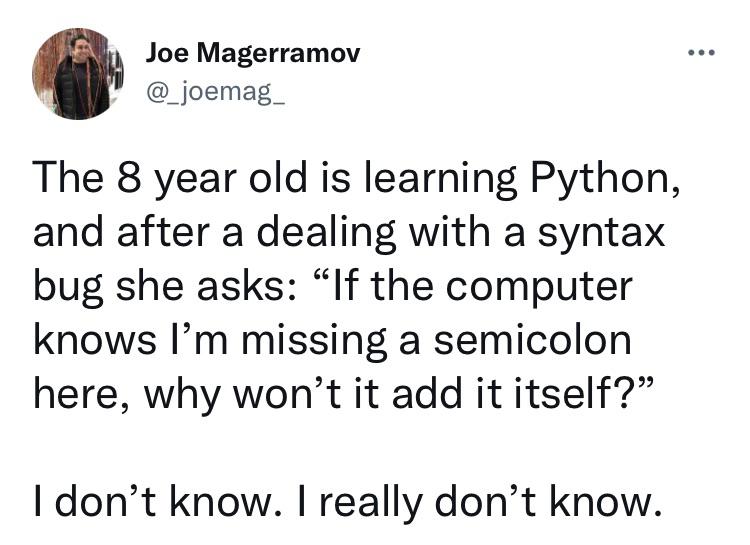 Joe Magerramov
@_joemag_
The 8 year old is learning Python,
and after a dealing with a syntax
bug she asks: “If the computer
knows I’m missing a semicolon
here, why won’t it add it itself?”
I don’t know. I really don’t know.